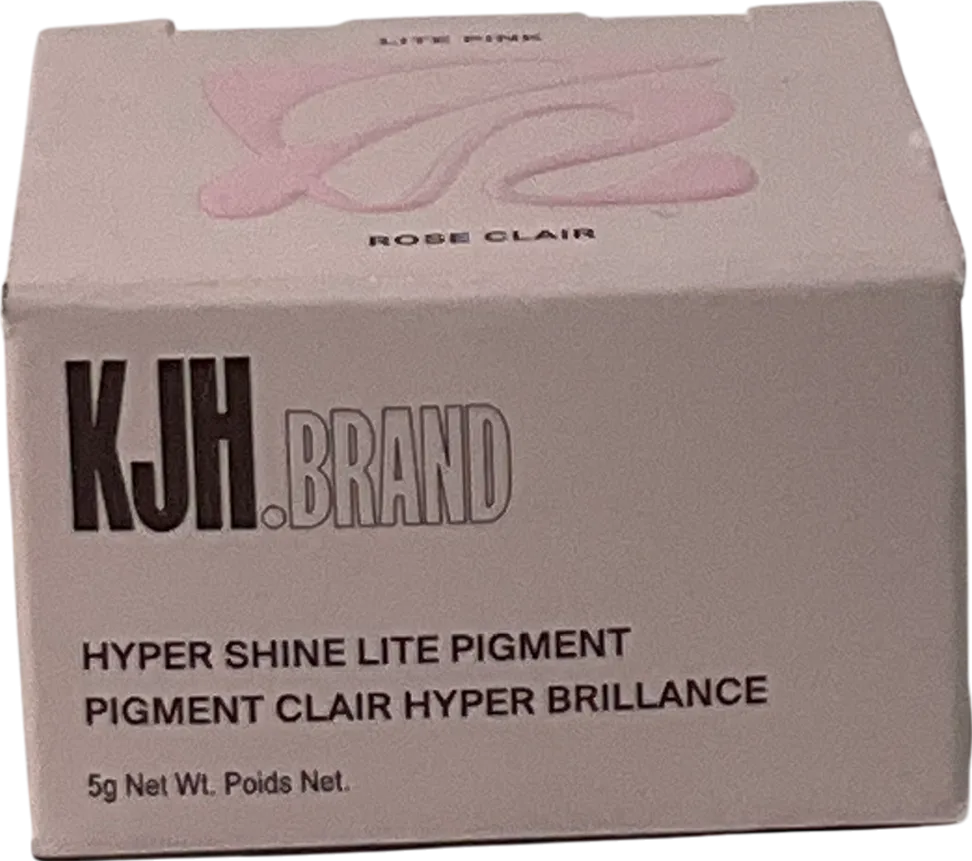 LITE PINK
ROSE CLAIR
KJH.BRAND
HYPER SHINE LITE PIGMENT
PIGMENT CLAIR HYPER BRILLANCE
5g Net Wt. Poids Net.